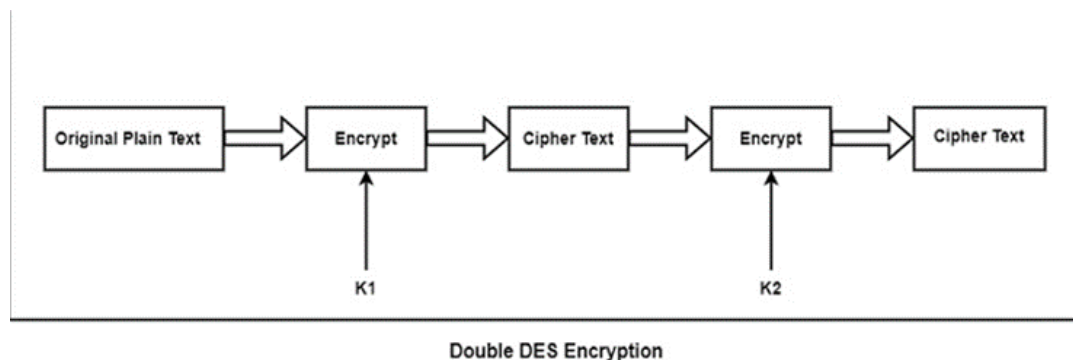 Original Plain Text
Encrypt
Cipher Text
Encrypt
Cipher Text
K1
K2
Double DES Encryption